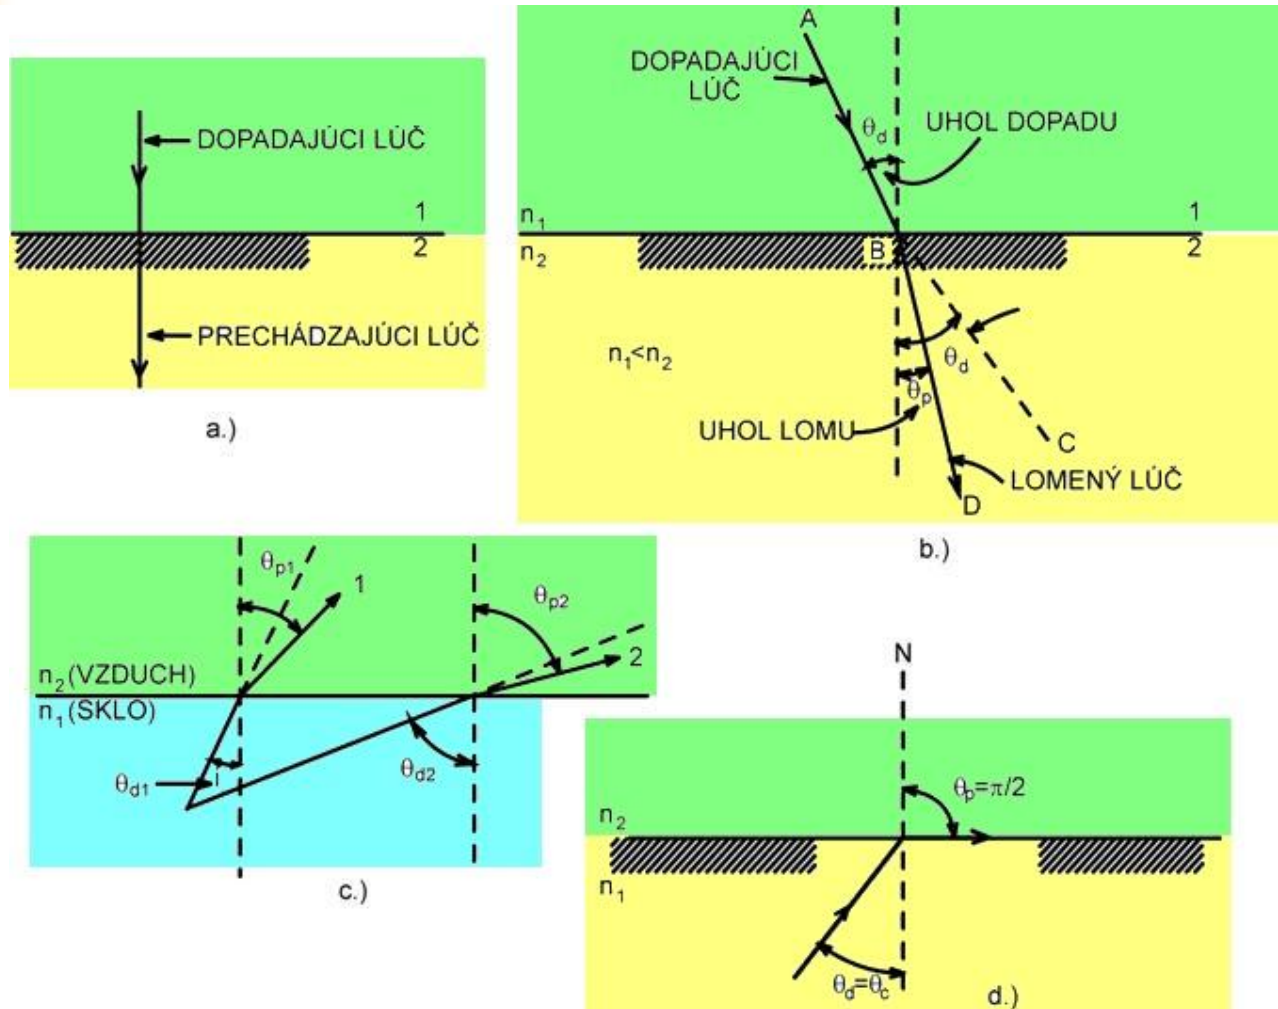 DOPADAJÚCI LÚČ
1
2
PRECHÁDZAJÚCI LÚČ
a.)
A
DOPADAJÚCI
LÚČ
θd
UHOL DOPADU
n1
1
n2
B
2
n1<n2
θd
θp
UHOL LOMU
C
LOMENÝ LÚČ
D
b.)
θp1
1
θp2
2
n2(VZDUCH)
n1(SKLO)
θd1
θd2
c.)
N
θp=π/2
n2
n1
θd=θc
d.)